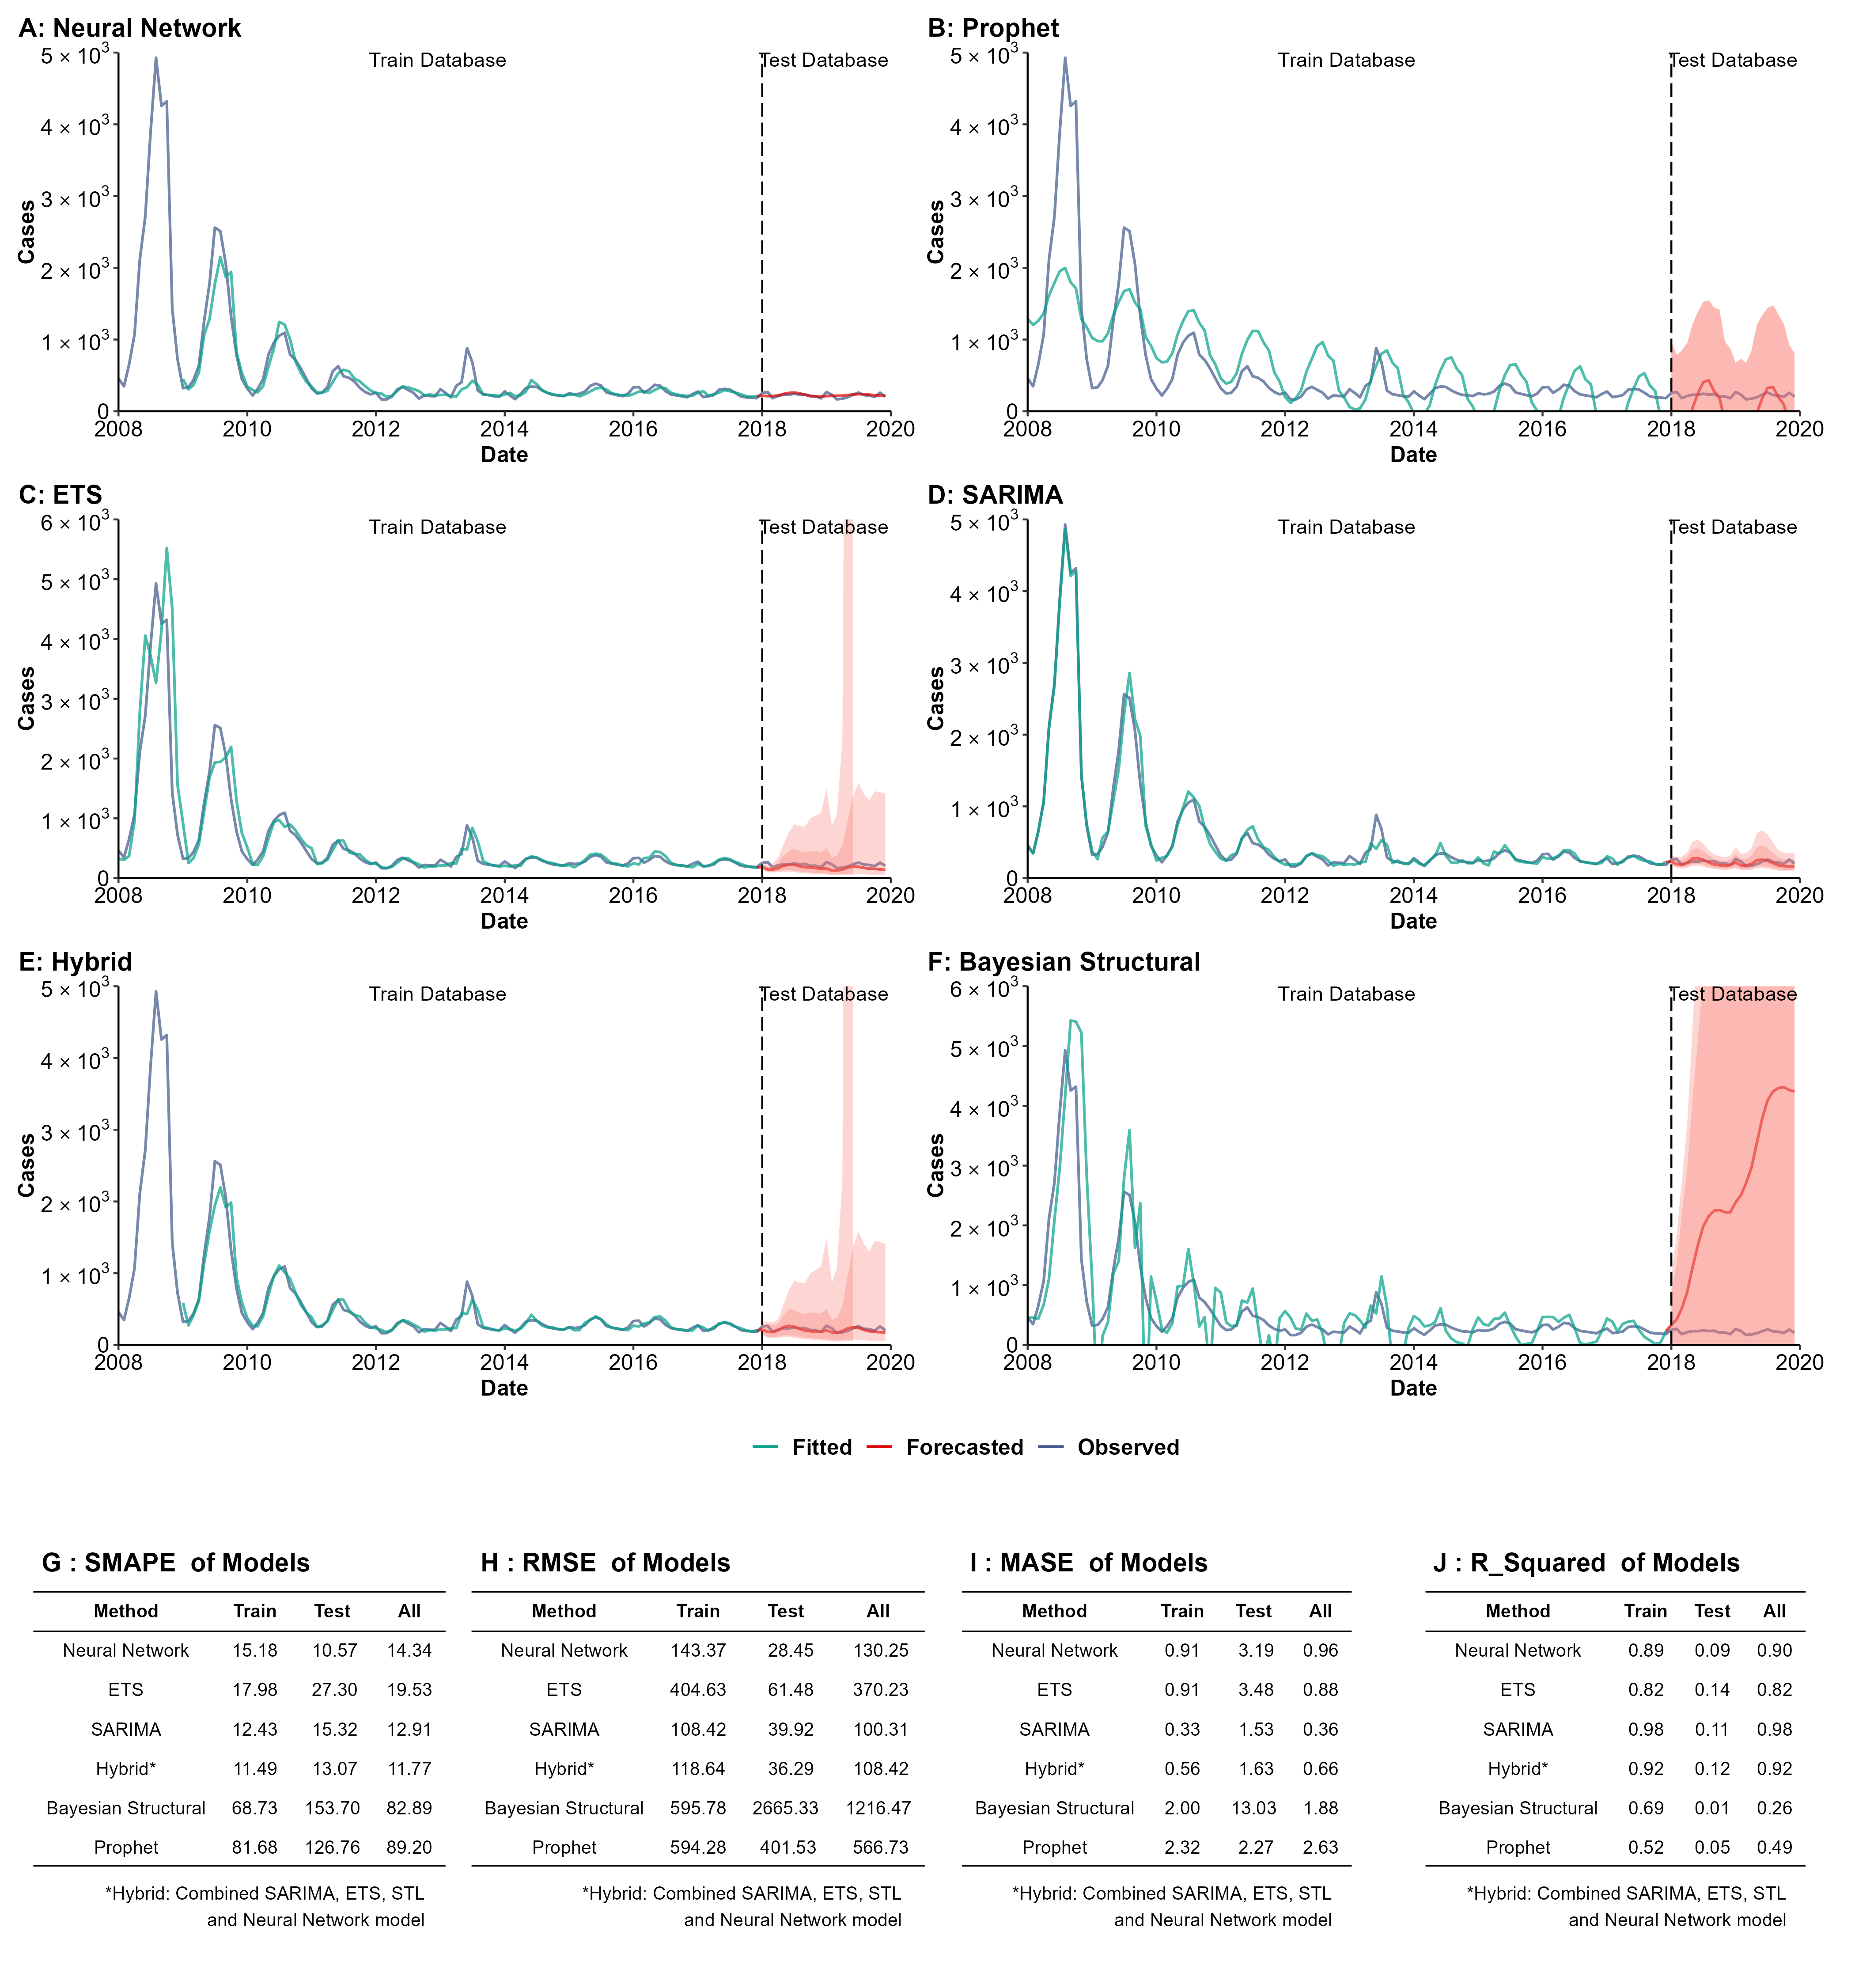 A: Neural Network
Train Database
Test Database
5 × 10³
4 × 10³
3 × 10³
2 × 10³
1 × 10³
0
Cases
2008 2010 2012 2014 2016 2018 2020
Date
B: Prophet
Train Database
Test Database
5 × 10³
4 × 10³
3 × 10³
2 × 10³
1 × 10³
0
Cases
2008 2010 2012 2014 2016 2018 2020
Date
C: ETS
Train Database
Test Database
6 × 10³
5 × 10³
4 × 10³
3 × 10³
2 × 10³
1 × 10³
0
Cases
2008 2010 2012 2014 2016 2018 2020
Date
D: SARIMA
Train Database
Test Database
5 × 10³
4 × 10³
3 × 10³
2 × 10³
1 × 10³
0
Cases
2008 2010 2012 2014 2016 2018 2020
Date
E: Hybrid
Train Database
Test Database
5 × 10³
4 × 10³
3 × 10³
2 × 10³
1 × 10³
0
Cases
2008 2010 2012 2014 2016 2018 2020
Date
F: Bayesian Structural
Train Database
Test Database
6 × 10³
5 × 10³
4 × 10³
3 × 10³
2 × 10³
1 × 10³
0
Cases
2008 2010 2012 2014 2016 2018 2020
Date
Fitted Forecasted Observed
G : SMAPE of Models
Method Train Test All
Neural Network 15.18 10.57 14.34
ETS 17.98 27.30 19.53
SARIMA 12.43 15.32 12.91
Hybrid* 11.49 13.07 11.77
Bayesian Structural 68.73 153.70 82.89
Prophet 81.68 126.76 89.20
*Hybrid: Combined SARIMA, ETS, STL
and Neural Network model
H : RMSE of Models
Method Train Test All
Neural Network 143.37 28.45 130.25
ETS 404.63 61.48 370.23
SARIMA 108.42 39.92 100.31
Hybrid* 118.64 36.29 108.42
Bayesian Structural 595.78 2665.33 1216.47
Prophet 594.28 401.53 566.73
*Hybrid: Combined SARIMA, ETS, STL
and Neural Network model
I : MASE of Models
Method Train Test All
Neural Network 0.91 3.19 0.96
ETS 0.91 3.48 0.88
SARIMA 0.33 1.53 0.36
Hybrid* 0.56 1.63 0.66
Bayesian Structural 2.00 13.03 1.88
Prophet 2.32 2.27 2.63
*Hybrid: Combined SARIMA, ETS, STL
and Neural Network model
J : R_Squared of Models
Method Train Test All
Neural Network 0.89 0.09 0.90
ETS 0.82 0.14 0.82
SARIMA 0.98 0.11 0.98
Hybrid* 0.92 0.12 0.92
Bayesian Structural 0.69 0.01 0.26
Prophet 0.52 0.05 0.49
*Hybrid: Combined SARIMA, ETS, STL
and Neural Network model